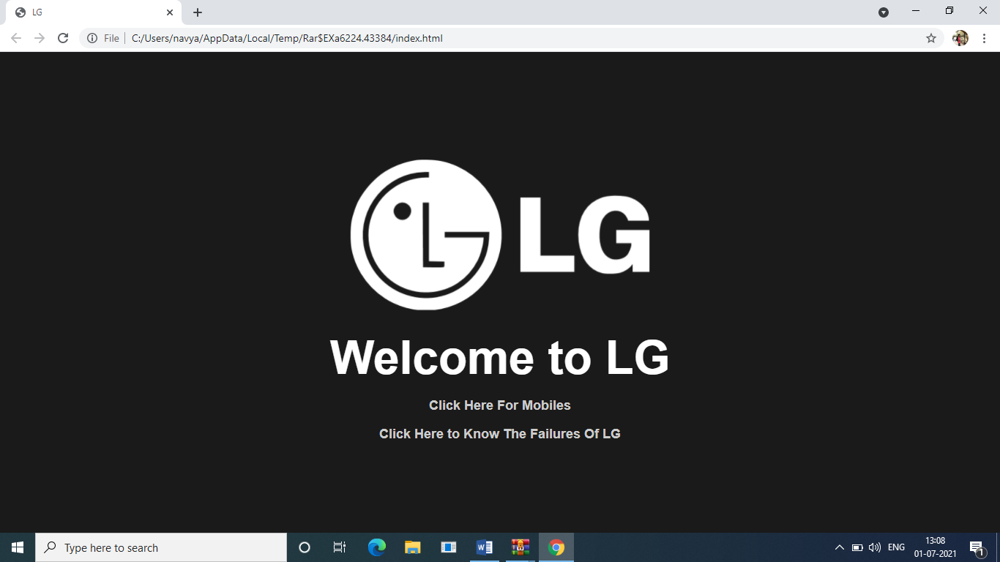 LG
File
C:/Users/navya/AppData/Local/Temp/Rar$EXa6224.43384/index.html
LG
Welcome to LG
Click Here For Mobiles
Click Here to Know The Failures Of LG
Type here to search
ENG
13:08
01-07-2021
1